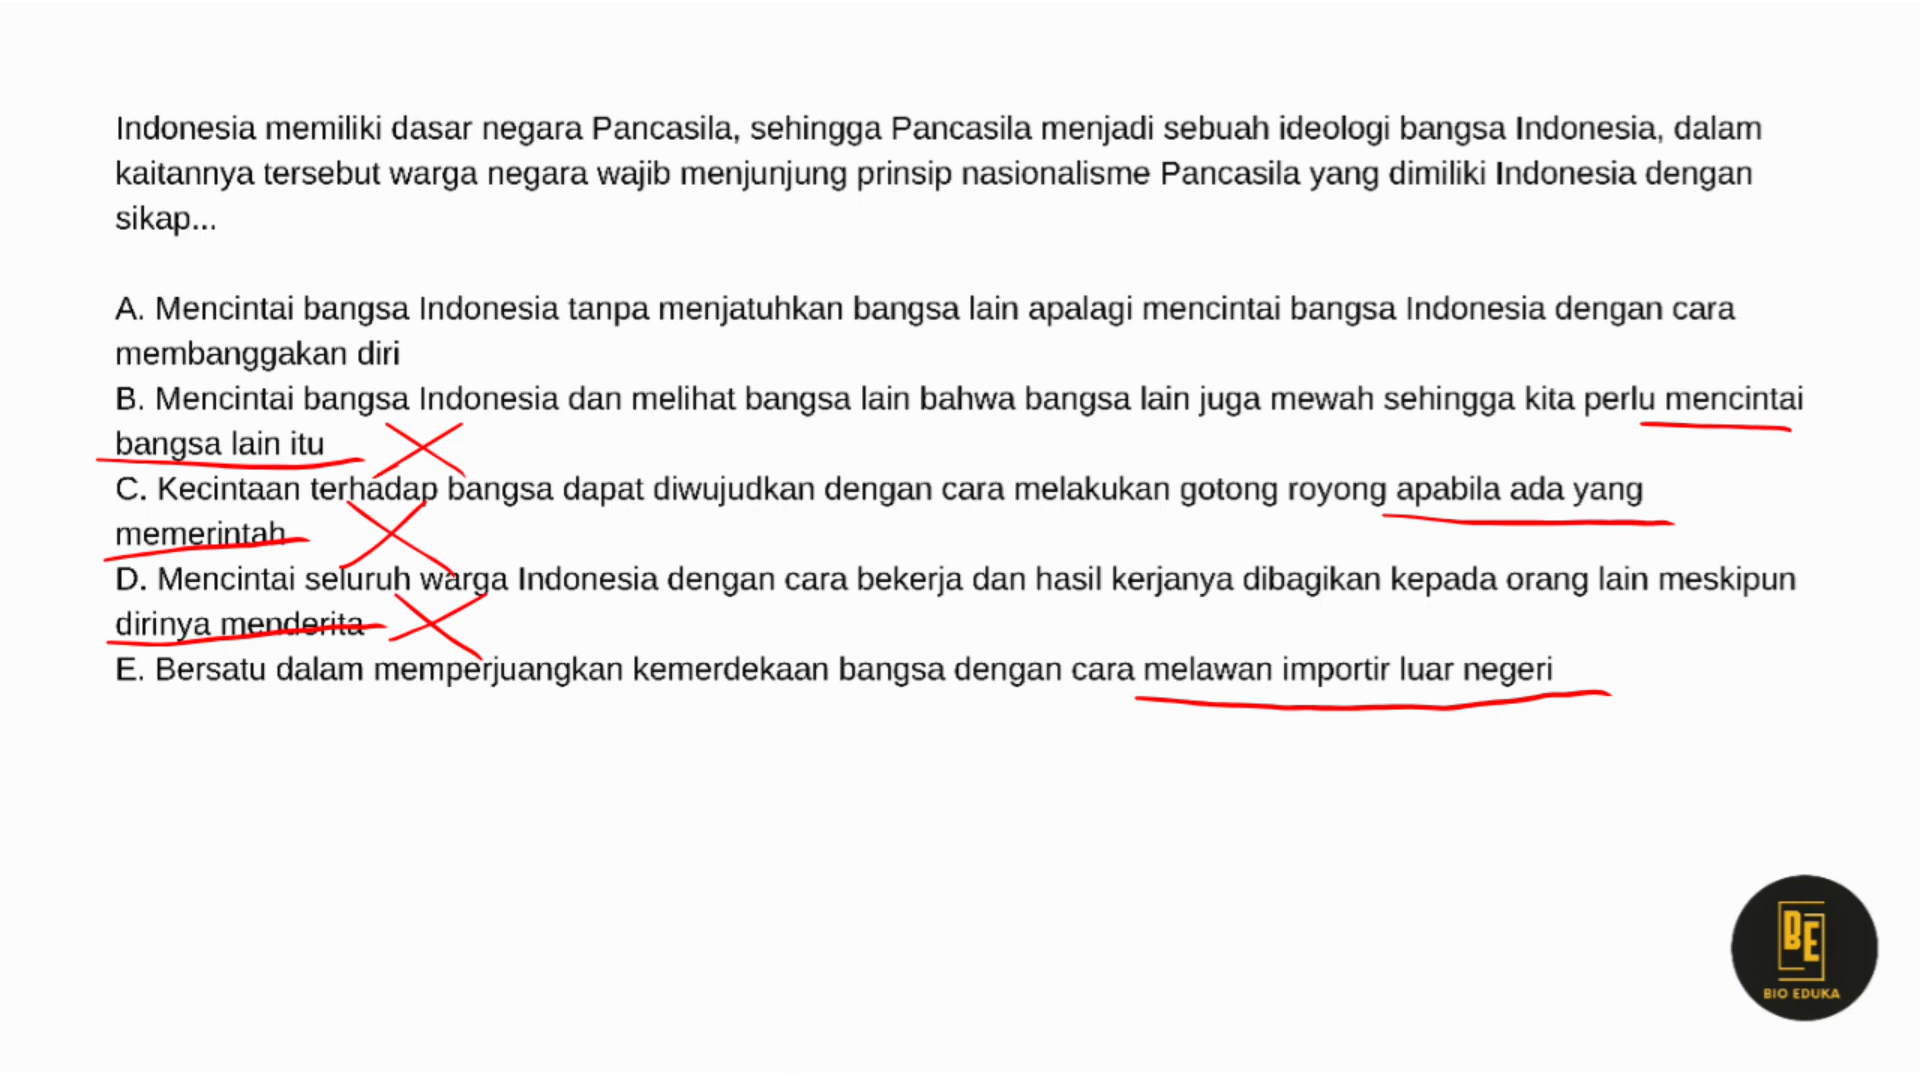 Indonesia memiliki dasar negara Pancasila, sehingga Pancasila menjadi sebuah ideologi bangsa Indonesia, dalam
kaitannya tersebut warga negara wajib menjunjung prinsip nasionalisme Pancasila yang dimiliki Indonesia dengan
sikap...
A. Mencintai bangsa Indonesia tanpa menjatuhkan bangsa lain apalagi mencintai bangsa Indonesia dengan cara
membanggakan diri
B. Mencintai bangsa Indonesia dan melihat bangsa lain bahwa bangsa lain juga mewah sehingga kita perlu mencintai
bangsa lain itu
C. Kecintaan terhadap bangsa dapat diwujudkan dengan cara melakukan gotong royong apabila ada yang
memerintah
D. Mencintai seluruh warga Indonesia dengan cara bekerja dan hasil kerjanya dibagikan kepada orang lain meskipun
dirinya menderita
E. Bersatu dalam memperjuangkan kemerdekaan bangsa dengan cara melawan importir luar negeri
BE
BIO EDUKA